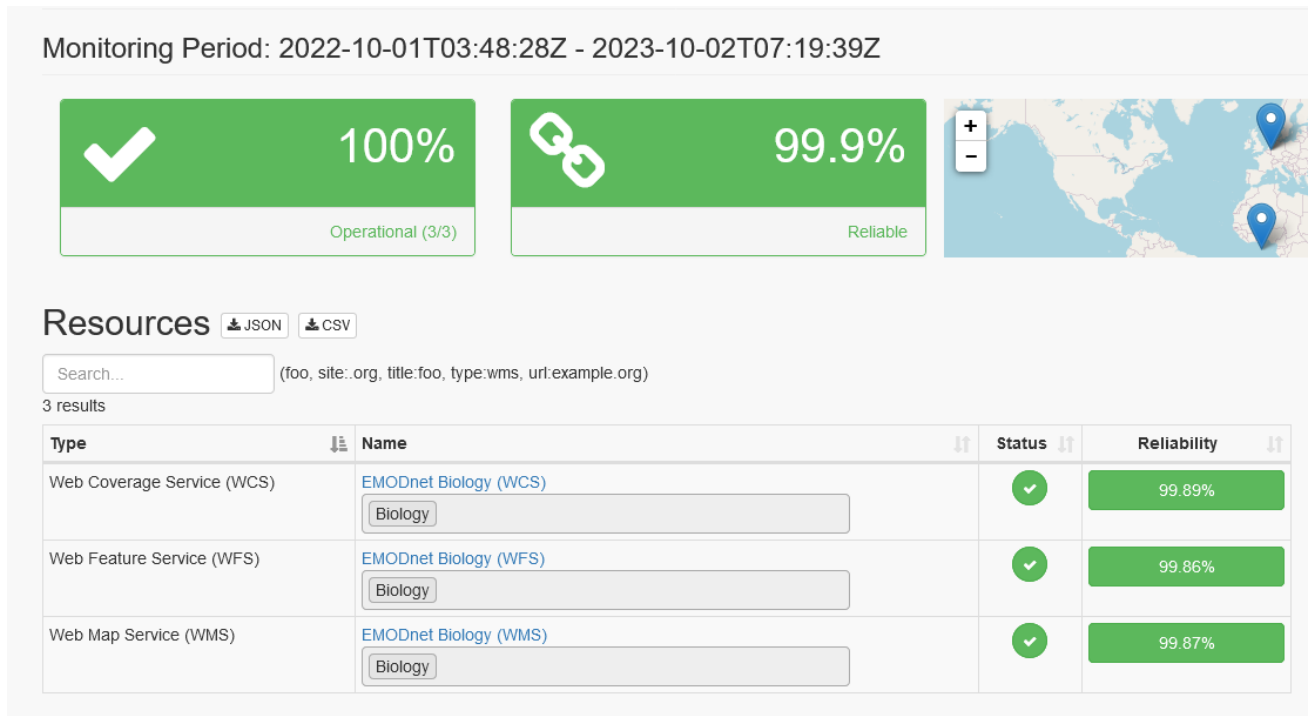 Monitoring Period: 2022-10-01T03:48:28Z - 2023-10-02T07:19:39Z
100%
Operational (3/3)
99.9%
Reliable
+
−
Resources JSON CSV
Search... (foo, site:.org, title:foo, type:wms, url:example.org)
3 results
Type Name Status Reliability
Web Coverage Service (WCS) EMODnet Biology (WCS) 99.89%
Biology
Web Feature Service (WFS) EMODnet Biology (WFS) 99.86%
Biology
Web Map Service (WMS) EMODnet Biology (WMS) 99.87%
Biology